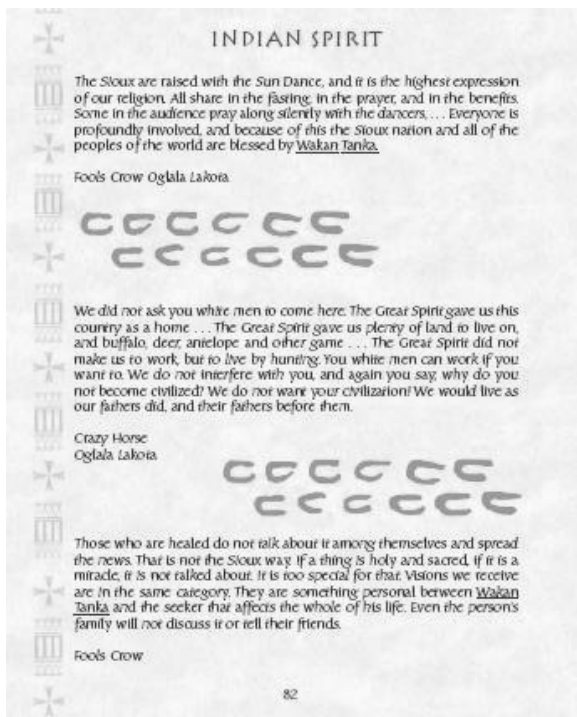 INDIAN SPIRIT
The Sioux are raised with the Sun Dance, and it is the highest expression
of our religion. All share in the fasting, in the prayer, and in the benefits.
Some in the audience pray along silently with the dancers, . . . Everyone is
profoundly involved, and because of this the Sioux nation and all of the
peoples of the world are blessed by Wakan Tanka.
Fools Crow Oglala Lakota
We did not ask you white men to come here. The Great Spirit gave us this
country as a home . . . The Great Spirit gave us plenty of land to live on,
and buffalo, deer, antelope and other game . . . The Great Spirit did not
make us to work, but to live by hunting. You white men can work if you
want to. We do not interfere with you, and again you say, why do you
not become civilized? We do not want your civilization! We would live as
our fathers did, and their fathers before them.
Crazy Horse
Oglala Lakota
Those who are healed do not talk about it among themselves and spread
the news. That is not the Sioux way. If a thing is holy and sacred, if it is a
miracle, it is not talked about. It is too special for that. Visions we receive
are in the same category. They are something personal between Wakan
Tanka and the seeker that affects the whole of his life. Even the person's
family will not discuss it or tell their friends.
Fools Crow
82